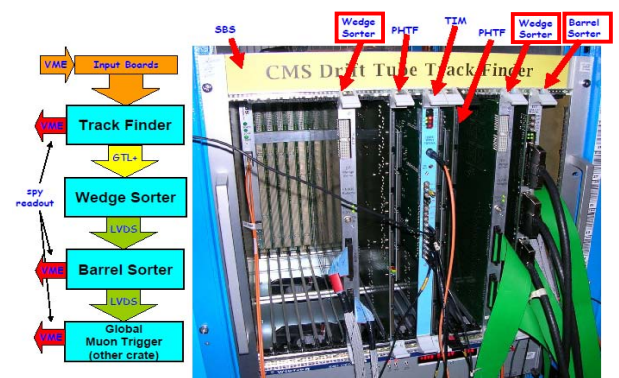 SBS
Wedge
Sorter
PHTF
TIM
PHTF
Wedge
Sorter
Barrel
Sorter
CMS Drift Tube Track Finder
VME
Input Boards
VME
Track Finder
GTL+
spy
readout
Wedge Sorter
LVDS
VME
Barrel Sorter
LVDS
VME
Global
Muon Trigger
(other crate)